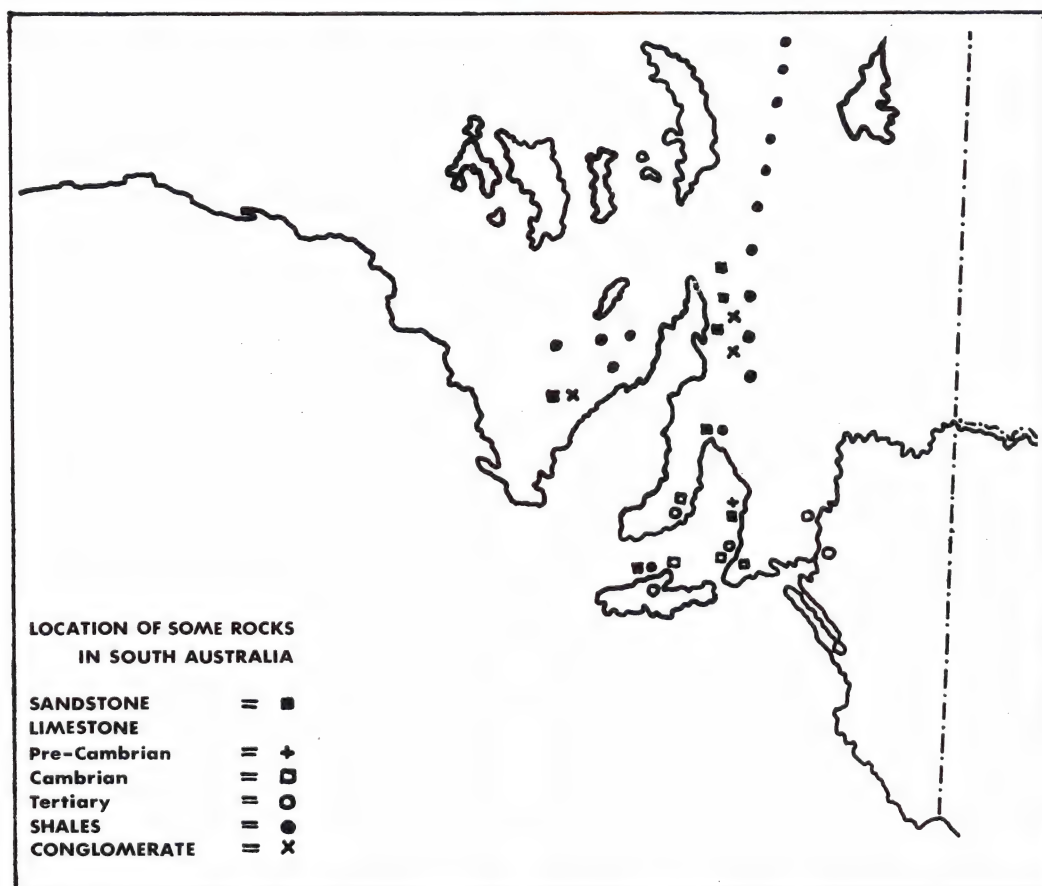 LOCATION OF SOME ROCKS
IN SOUTH AUSTRALIA
SANDSTONE = ■
LIMESTONE
Pre-Cambrian = +
Cambrian = □
Tertiary = ○
SHALES = ●
CONGLOMERATE = ×